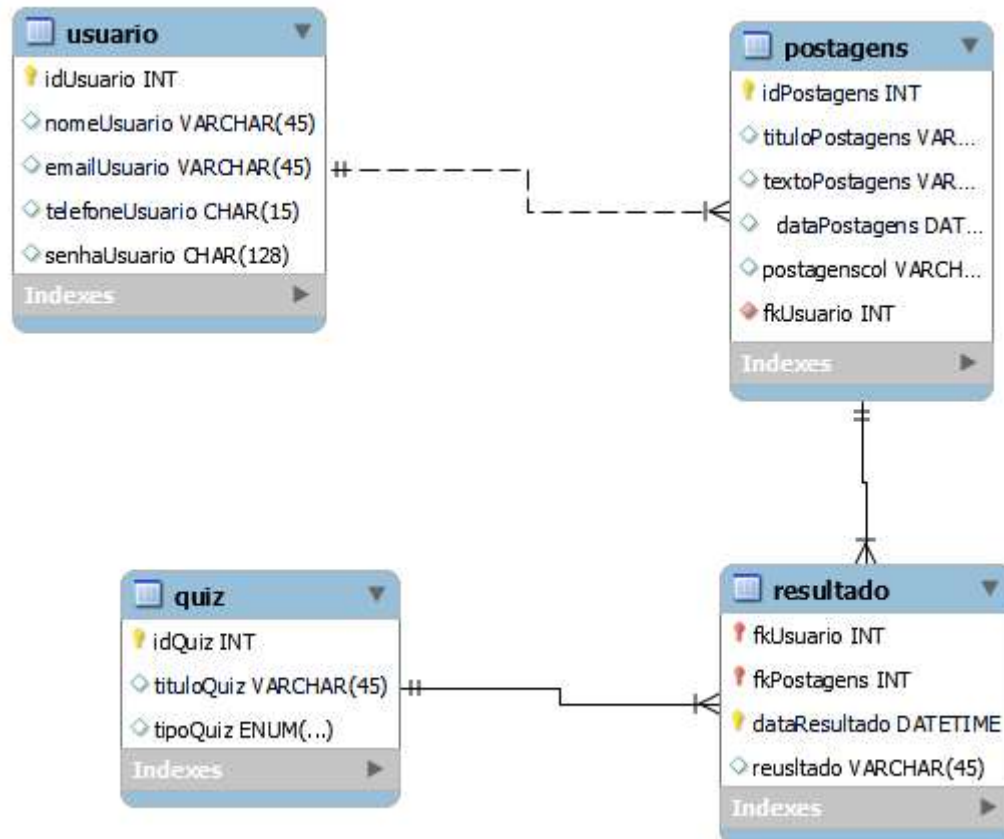 usuario
idUsuario INT
nomeUsuario VARCHAR(45)
emailUsuario VARCHAR(45)
telefoneUsuario CHAR(15)
senhaUsuario CHAR(128)
Indexes
postagens
idPostagens INT
tituloPostagens VAR...
textoPostagens VAR...
dataPostagens DAT...
postagenscol VARCH...
fkUsuario INT
Indexes
quiz
idQuiz INT
tituloQuiz VARCHAR(45)
tipoQuiz ENUM(...)
Indexes
resultado
fkUsuario INT
fkPostagens INT
dataResultado DATETIME
reusltado VARCHAR(45)
Indexes